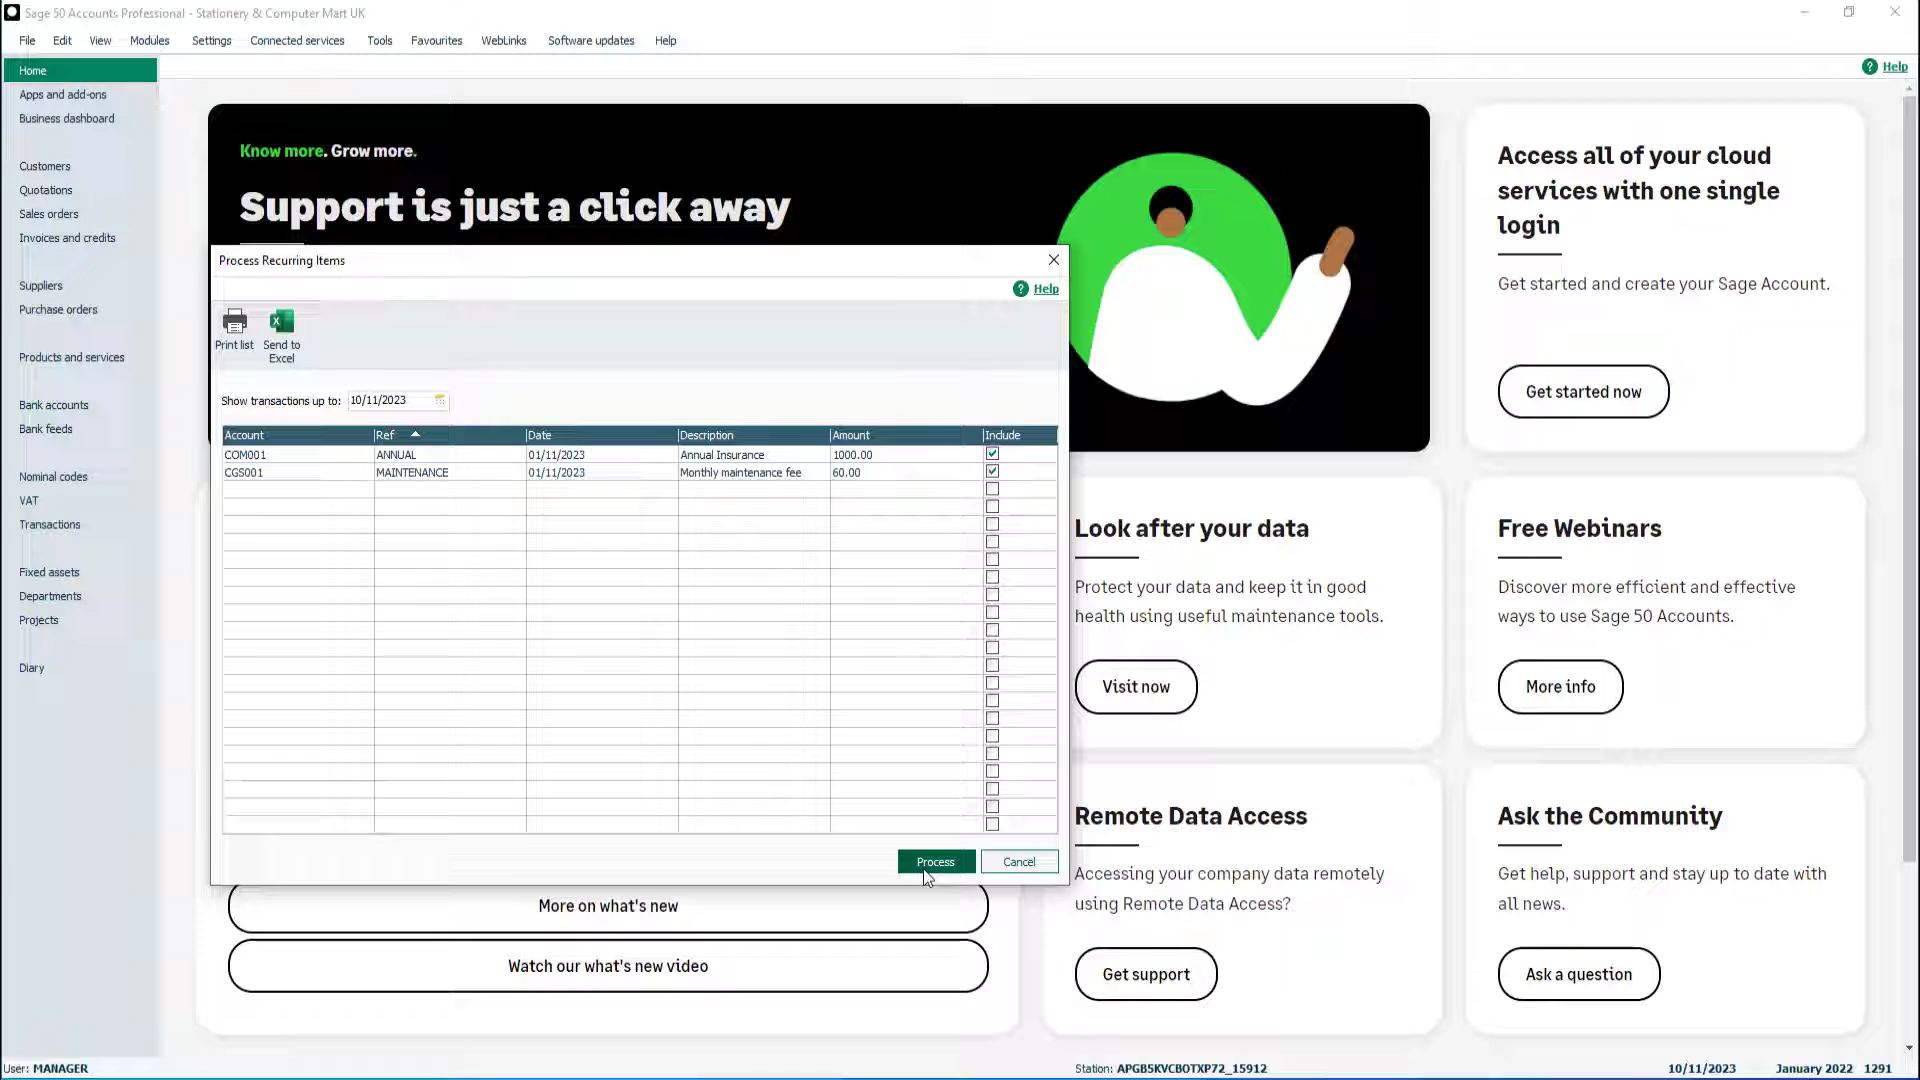 Sage 50 Accounts Professional - Stationery & Computer Mart UK
File Edit View Modules Settings Connected services Tools Favourites WebLinks Software updates Help
Help
Home
Apps and add-ons
Business dashboard
Customers
Quotations
Sales orders
Invoices and credits
Suppliers
Purchase orders
Products and services
Bank accounts
Bank feeds
Nominal codes
VAT
Transactions
Fixed assets
Departments
Projects
Diary
Know more. Grow more.
Support is just a click away
Process Recurring Items
Help
Print list
Send to
Excel
Show transactions up to: 10/11/2023
Account Ref Date Description Amount Include
COM001 ANNUAL 01/11/2023 Annual Insurance 1000.00
CGS001 MAINTENANCE 01/11/2023 Monthly maintenance fee 60.00
Process Cancel
More on what's new
Watch our what's new video
Access all of your cloud
services with one single
login
Get started and create your Sage Account.
Get started now
Look after your data
Protect your data and keep it in good
health using useful maintenance tools.
Visit now
Free Webinars
Discover more efficient and effective
ways to use Sage 50 Accounts.
More info
Remote Data Access
Accessing your company data remotely
using Remote Data Access?
Get support
Ask the Community
Get help, support and stay up to date with
all news.
Ask a question
User: MANAGER Station: APGB5KVCBOTXP72_15912 10/11/2023 January 2022 1291